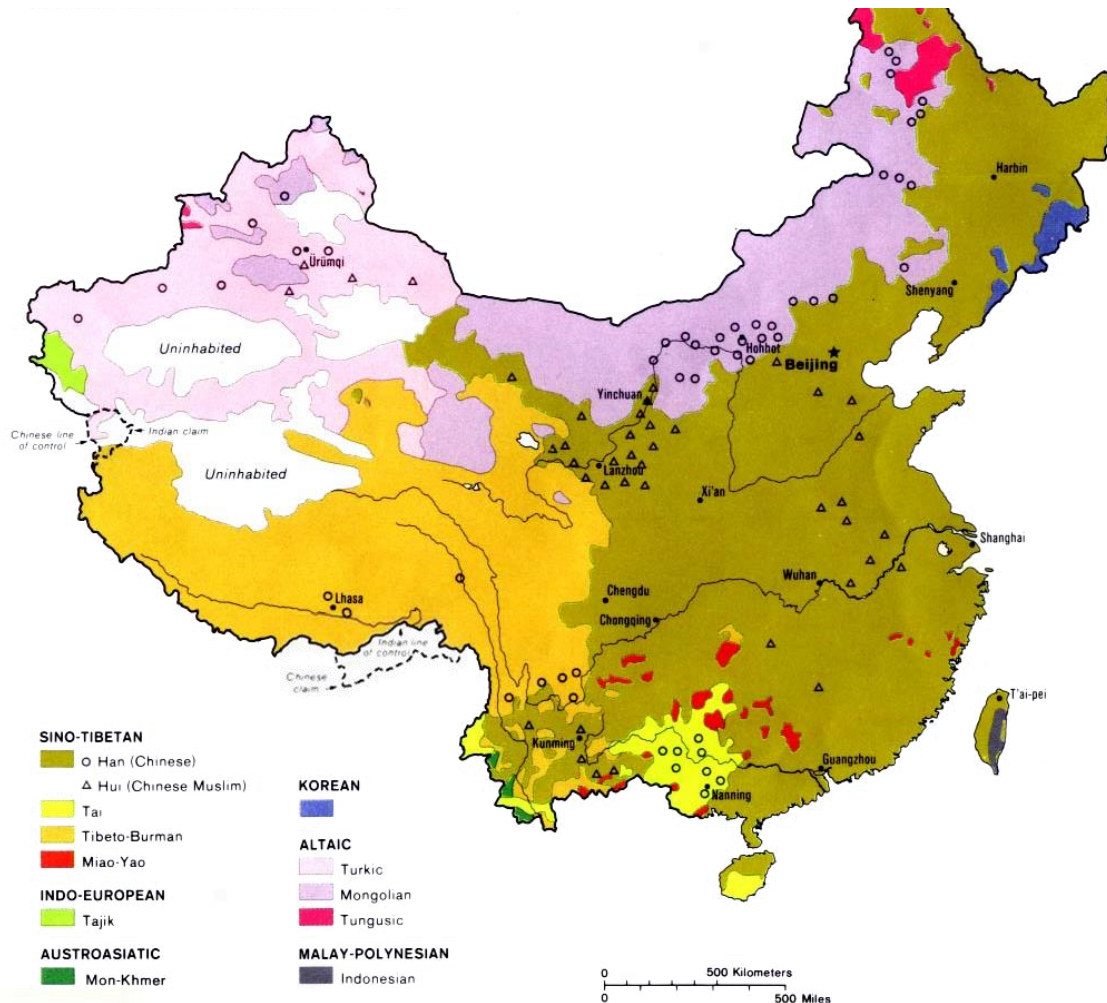 Harbin
Ürümqi
Shenyang
Uninhabited
Hohhot
Beijing
Yinchuan
Chinese line
of control
Indian claim
Uninhabited
Lanzhou
Xi'an
Shanghai
Wuhan
Lhasa
Chengdu
Chongqing
Indian line
of control
Chinese
claim
T'ai-pei
Kunming
Guangzhou
Nanning
SINO-TIBETAN
Han (Chinese)
Hui (Chinese Muslim)
Tai
Tibeto-Burman
Miao-Yao
INDO-EUROPEAN
Tajik
AUSTROASIATIC
Mon-Khmer
KOREAN
ALTAIC
Turkic
Mongolian
Tungusic
MALAY-POLYNESIAN
Indonesian
0 500 Kilometers
0 500 Miles